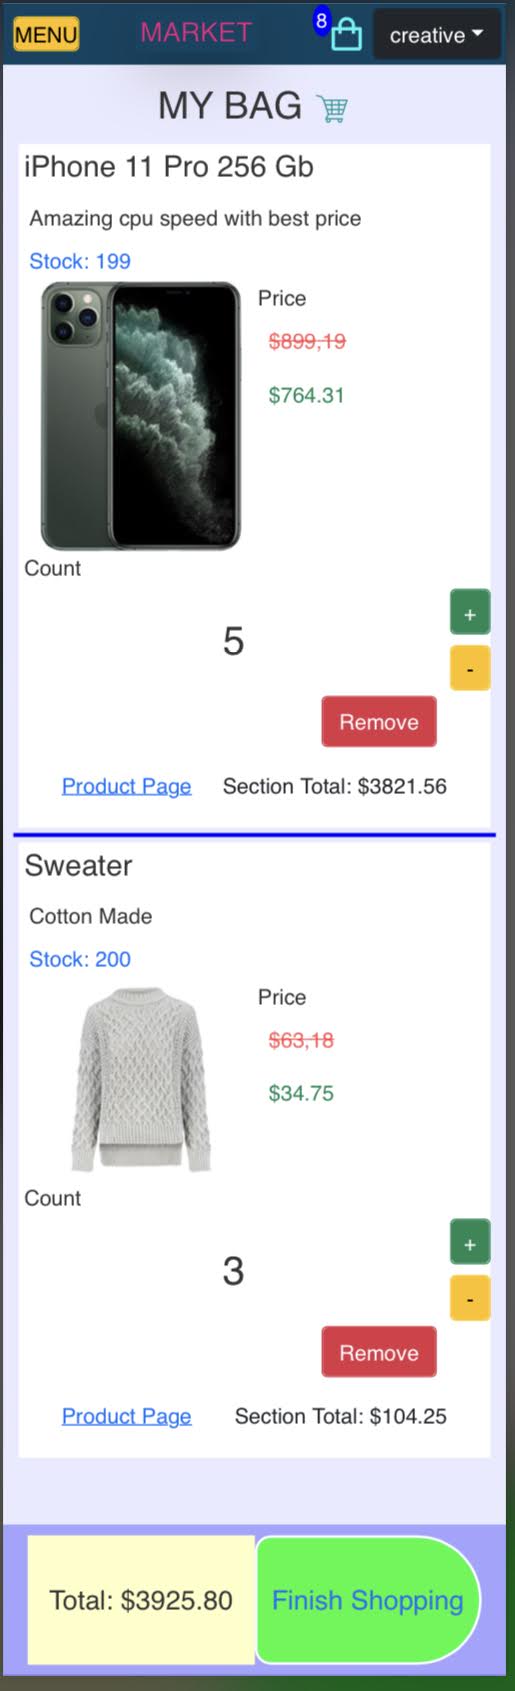 MENU MARKET 8 creative
MY BAG
iPhone 11 Pro 256 Gb
Amazing cpu speed with best price
Stock: 199
Price
$899,19
$764.31
Count
5
+
-
Remove
Product Page Section Total: $3821.56
Sweater
Cotton Made
Stock: 200
Price
$63,18
$34.75
Count
3
+
-
Remove
Product Page Section Total: $104.25
Total: $3925.80 Finish Shopping